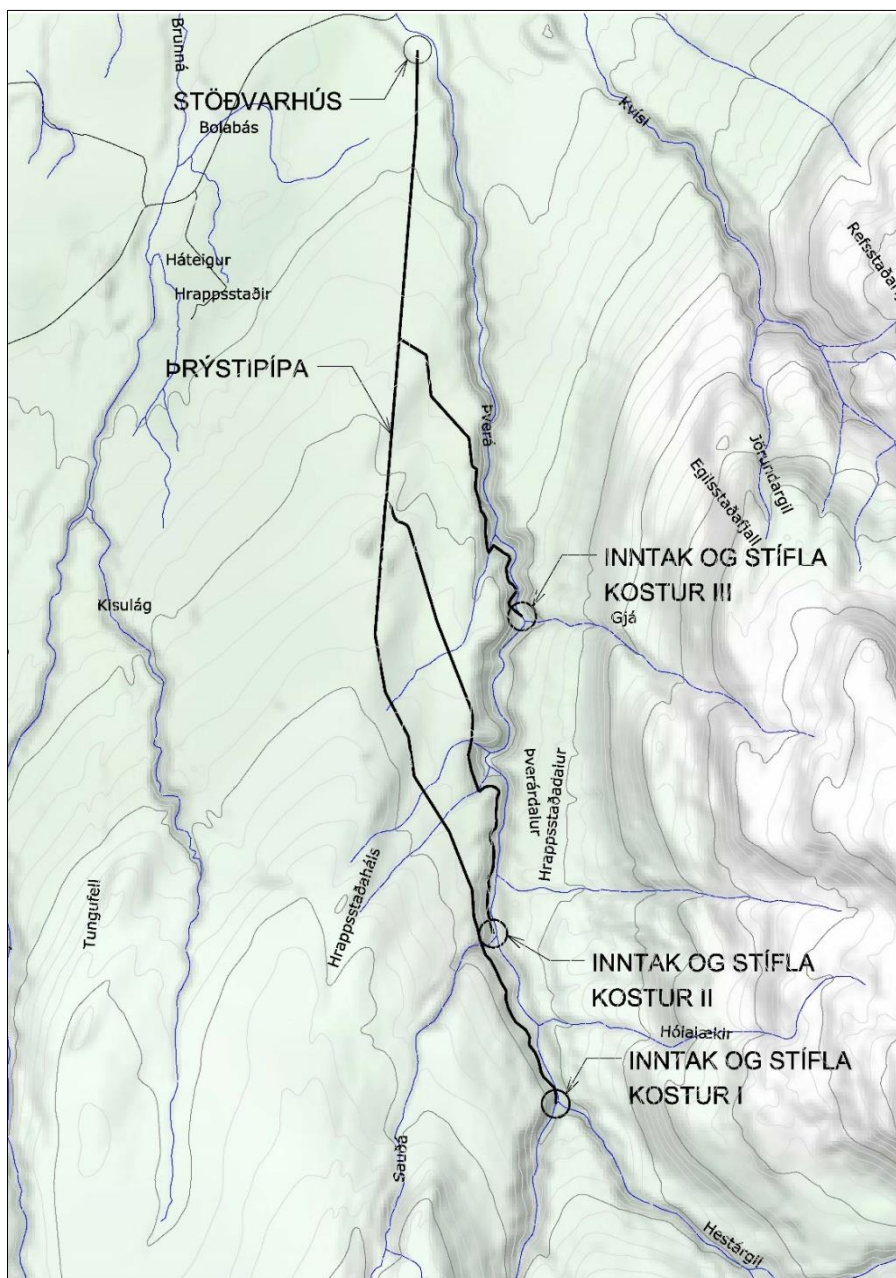 Brunná
STÖÐVARHÚS
Bolabás
Kvísl
Háteigur
Hrappsstaðir
ÞRÝSTIPÍPA
Þverá
Jörundargil
Egilsstaðafjall
INNTAK OG STÍFLA
KOSTUR III
Gjá
Kisulág
Þverárdalur
Hrappsstaðadalur
Hrappsstaðaháls
Tungufell
INNTAK OG STÍFLA
KOSTUR II
Hólalækir
INNTAK OG STÍFLA
KOSTUR I
Sauðá
Hestárgil